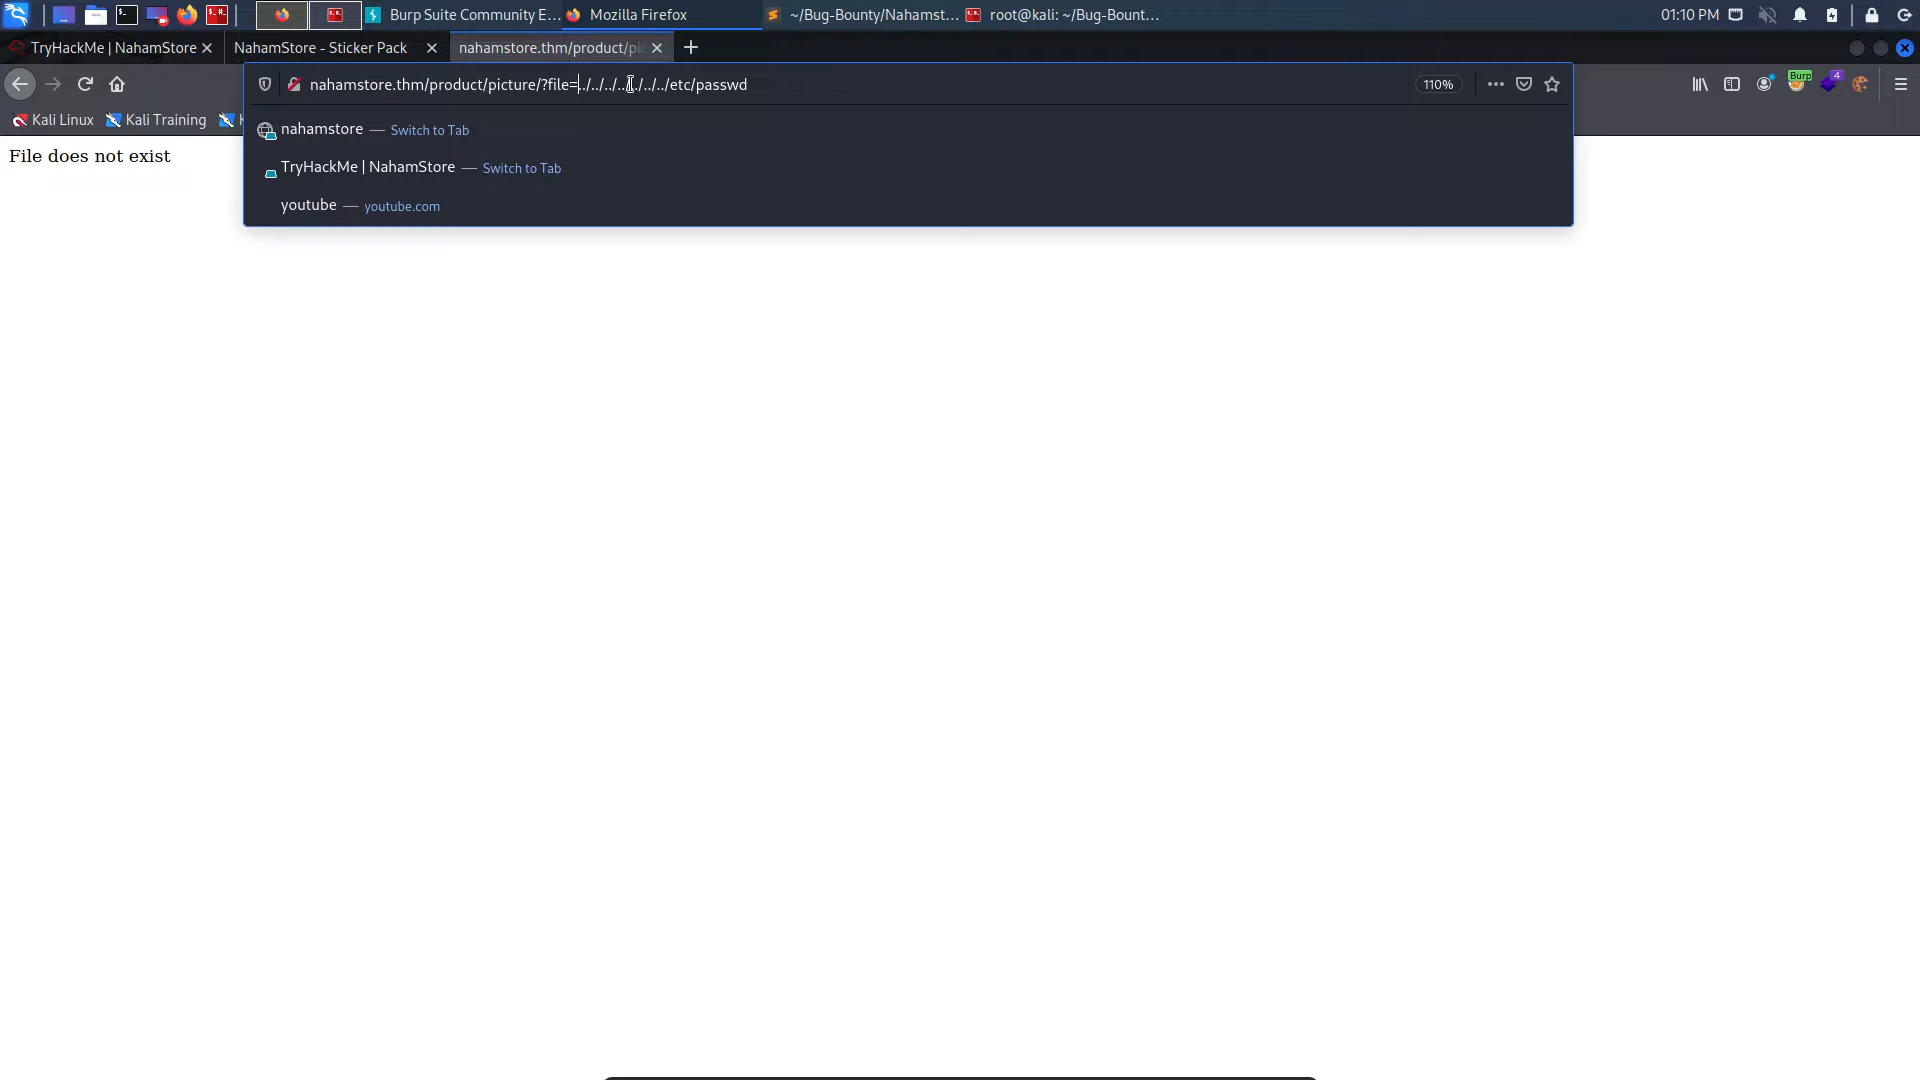 Burp Suite Community E...
Mozilla Firefox
~/Bug-Bounty/Nahamst...
root@kali: ~/Bug-Bount...
01:10 PM
TryHackMe | NahamStore
NahamStore - Sticker Pack
nahamstore.thm/product/pi
nahamstore.thm/product/picture/?file=../../../../../../../etc/passwd
110%
Burp
4
Kali Linux
Kali Training
nahamstore — Switch to Tab
TryHackMe | NahamStore — Switch to Tab
youtube — youtube.com
File does not exist